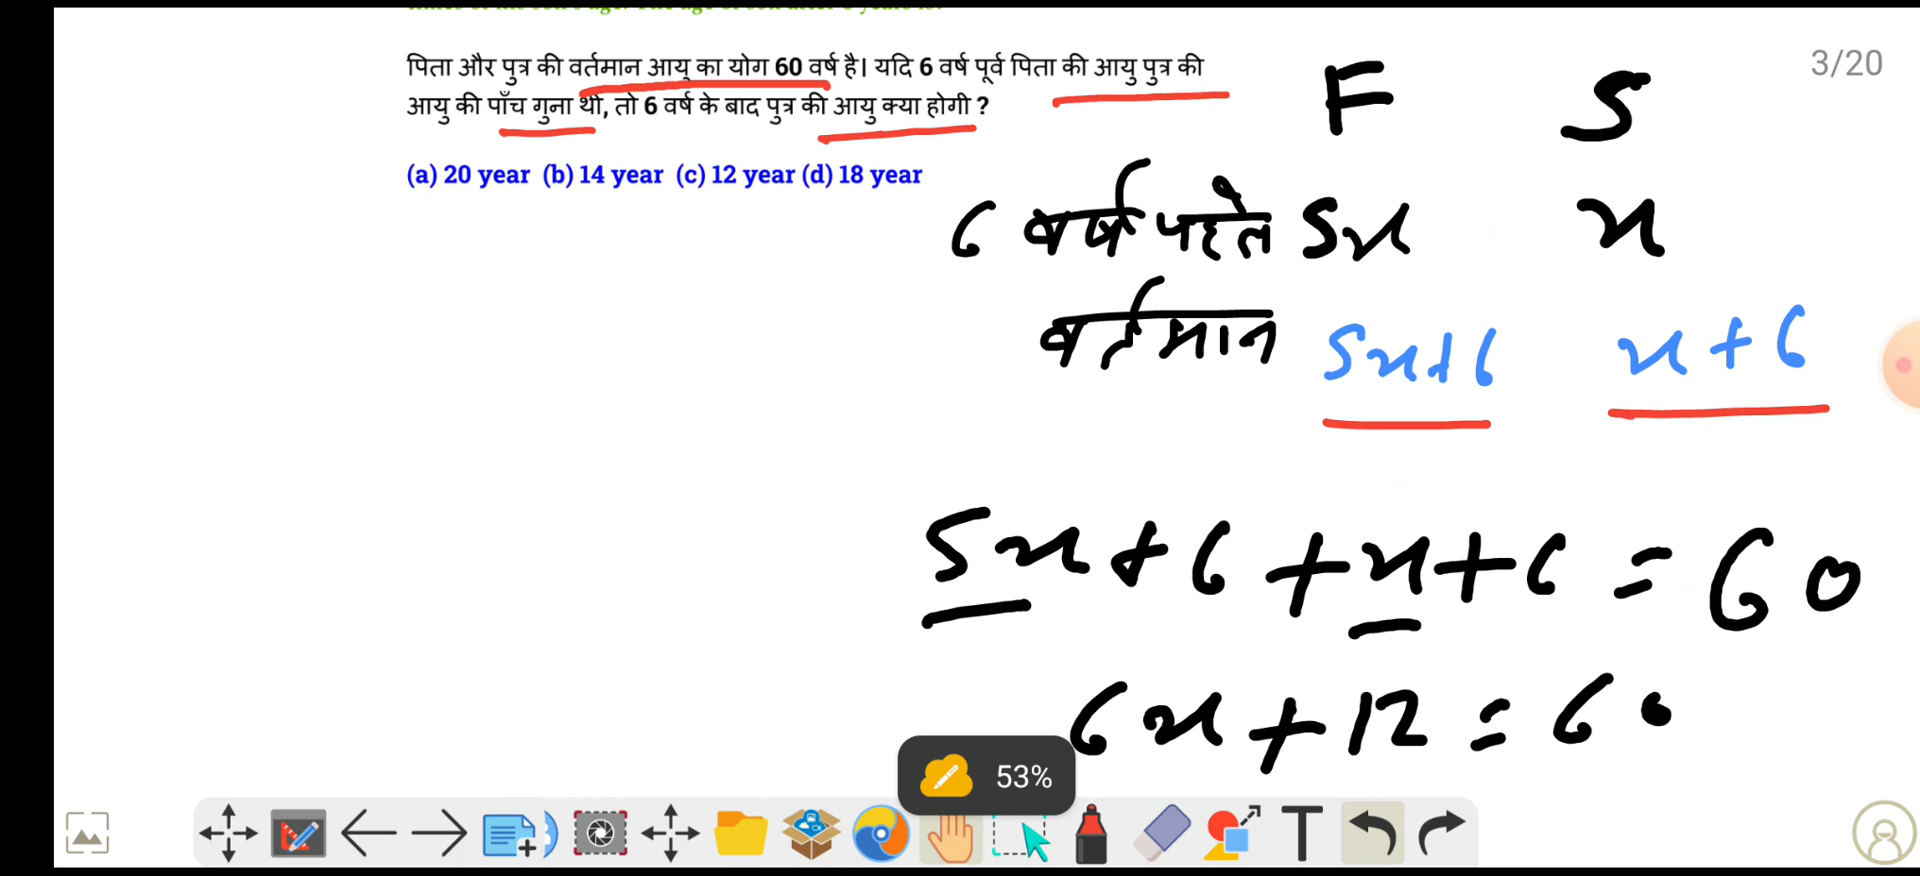 पिता और पुत्र की वर्तमान आयु का योग 60 वर्ष है। यदि 6 वर्ष पूर्व पिता की आयु पुत्र की
आयु की पाँच गुना थी, तो 6 वर्ष के बाद पुत्र की आयु क्या होगी ?
(a) 20 year (b) 14 year (c) 12 year (d) 18 year
3/20
F S
6 वर्ष पहले 5x x
वर्तमान 5x+6 x+6
5x+6+x+6=60
6x+12=60
53%
T